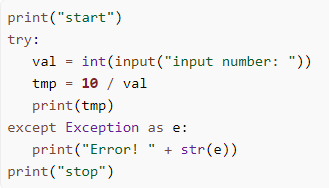 print("start")
try:
   val = int(input("input number: "))
   tmp = 10 / val
   print(tmp)
except Exception as e:
   print("Error! " + str(e))
print("stop")